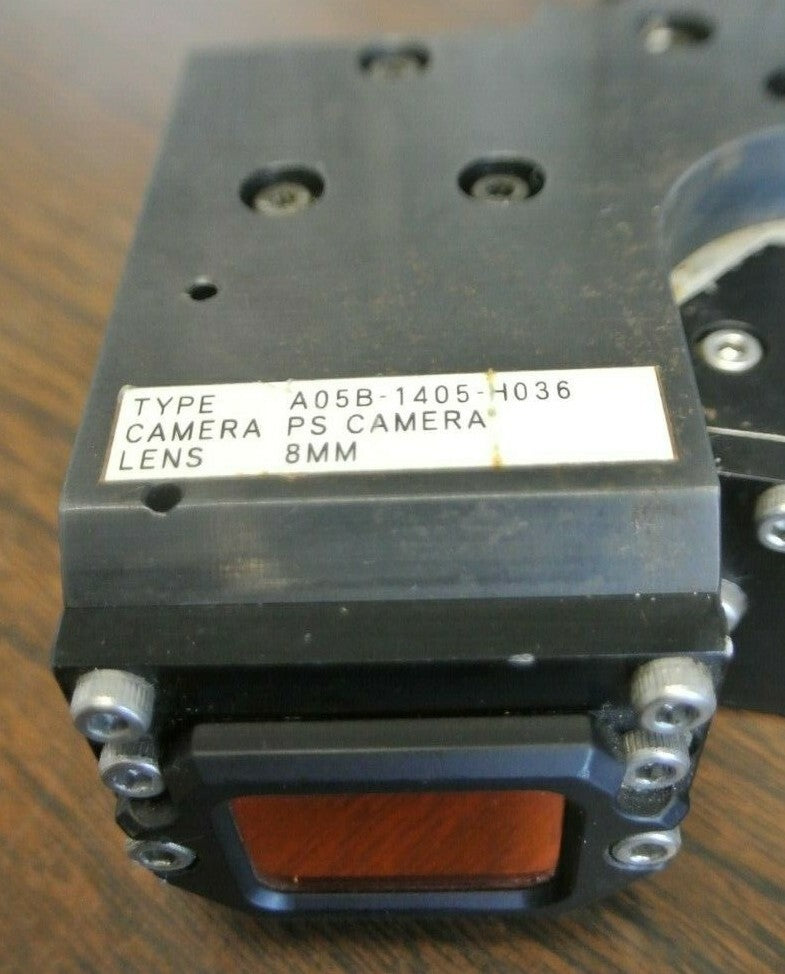 TYPE A05B-1405-H036
CAMERA PS CAMERA
LENS 8MM